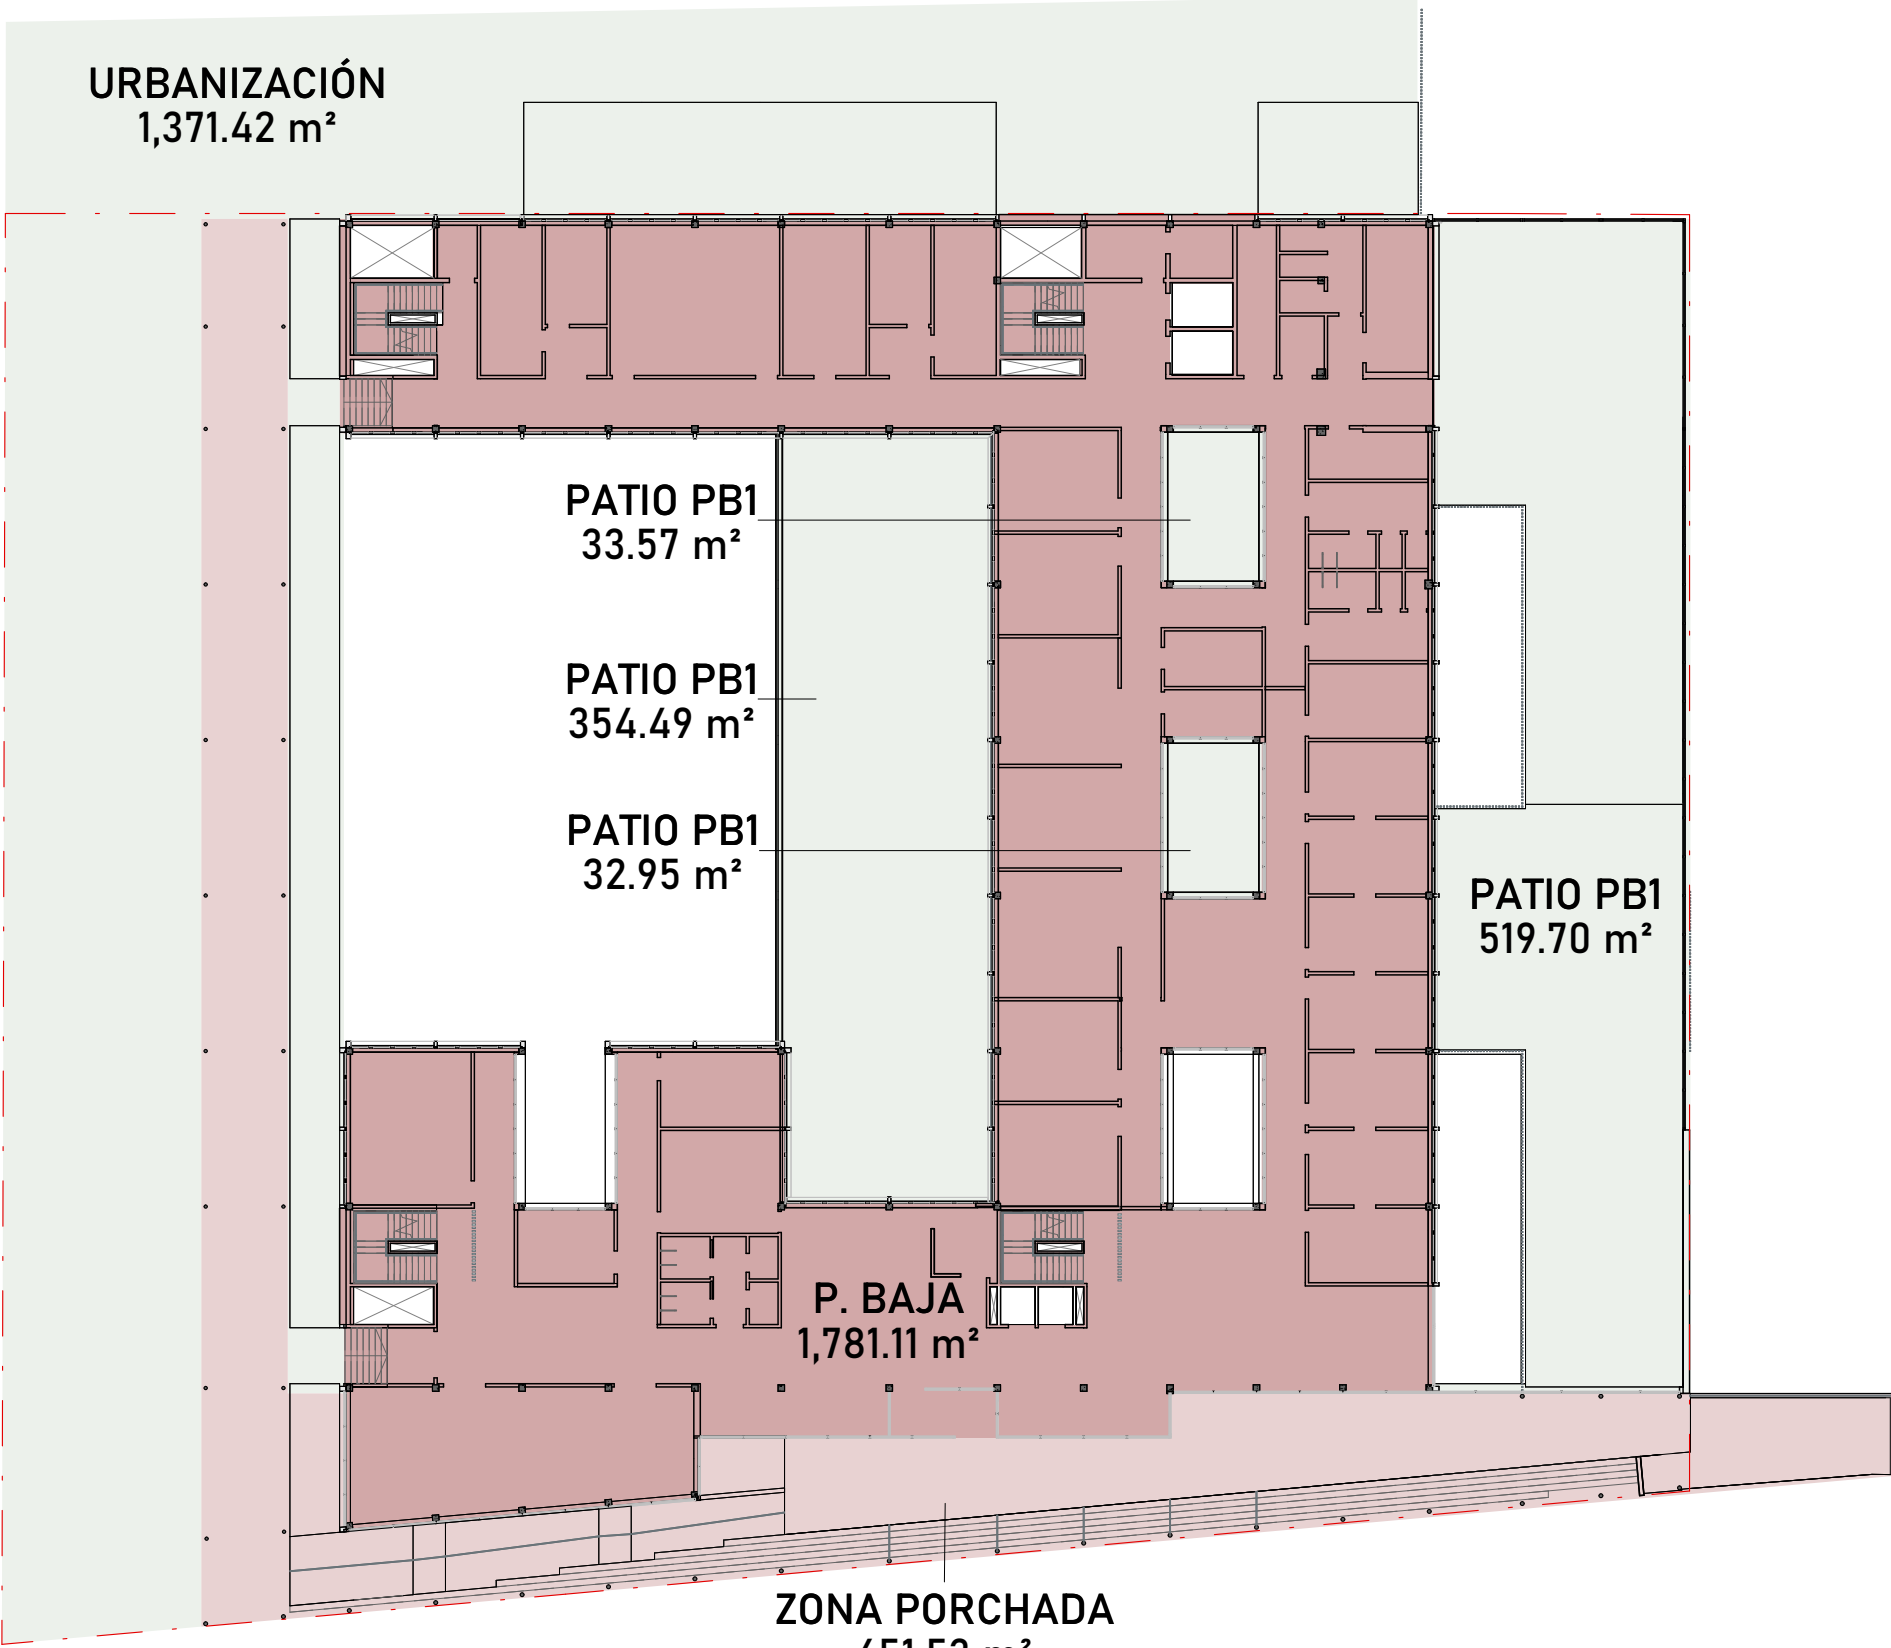 URBANIZACIÓN
1,371.42 m²
PATIO PB1
33.57 m²
PATIO PB1
354.49 m²
PATIO PB1
32.95 m²
PATIO PB1
519.70 m²
P. BAJA
1,781.11 m²
ZONA PORCHADA
m²